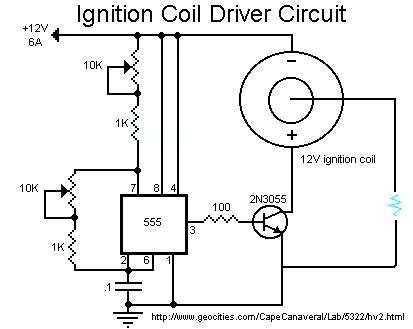 Ignition Coil Driver Circuit
+12V
6A
10K
1K
12V ignition coil
7 8 4
10K
100
2N3055
555
3
1K
2 6 1
.1
http://www.geocities.com/CapeCanaveral/Lab/5322/hv2.html